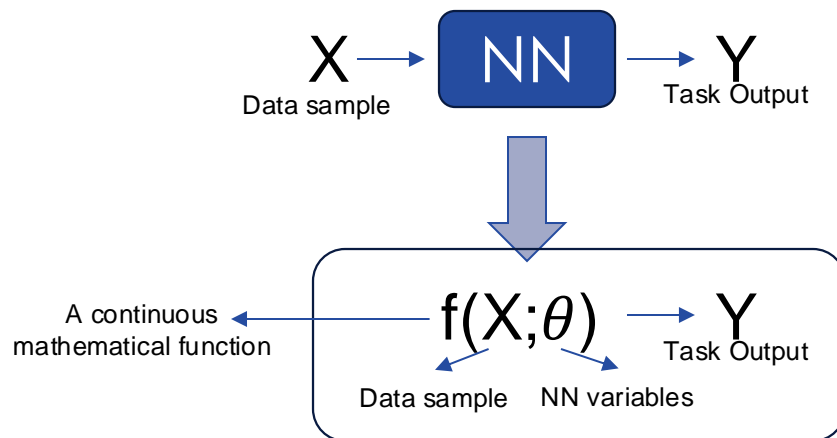 X
NN
Y
Data sample
Task Output
A continuous
mathematical function
f(X;θ)
Y
Task Output
Data sample
NN variables